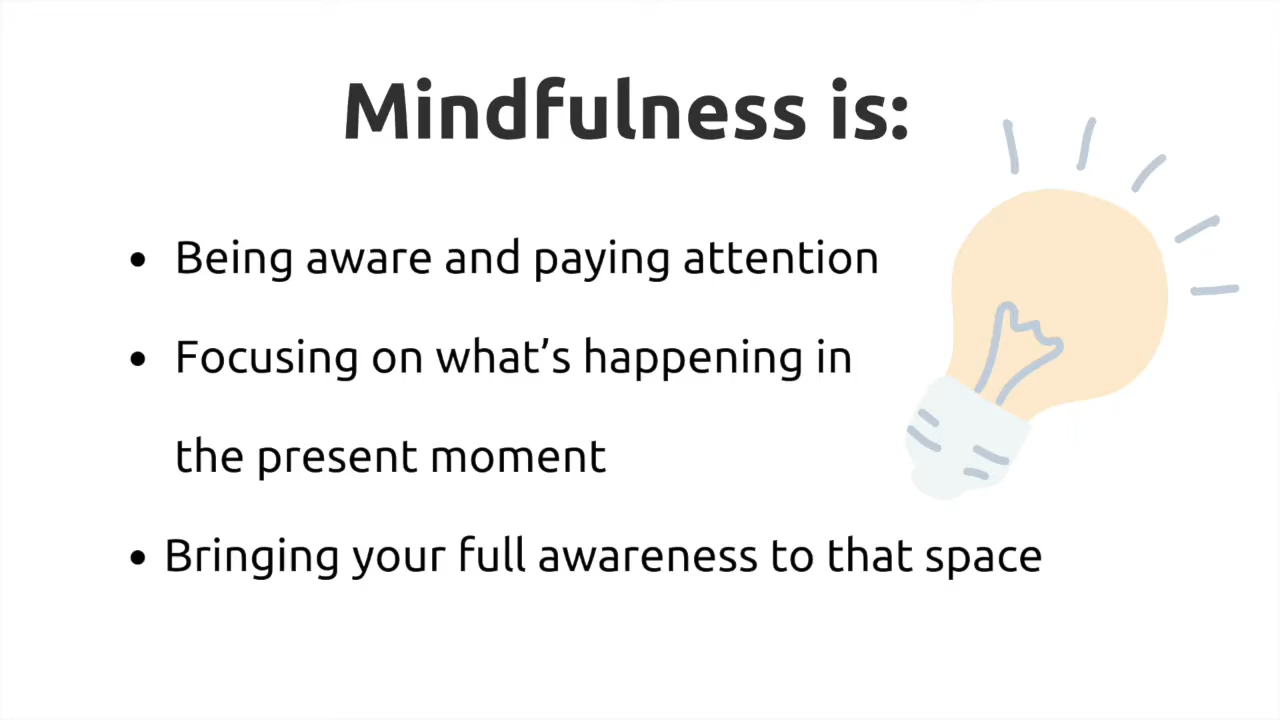 Mindfulness is:
• Being aware and paying attention
• Focusing on what’s happening in
the present moment
• Bringing your full awareness to that space